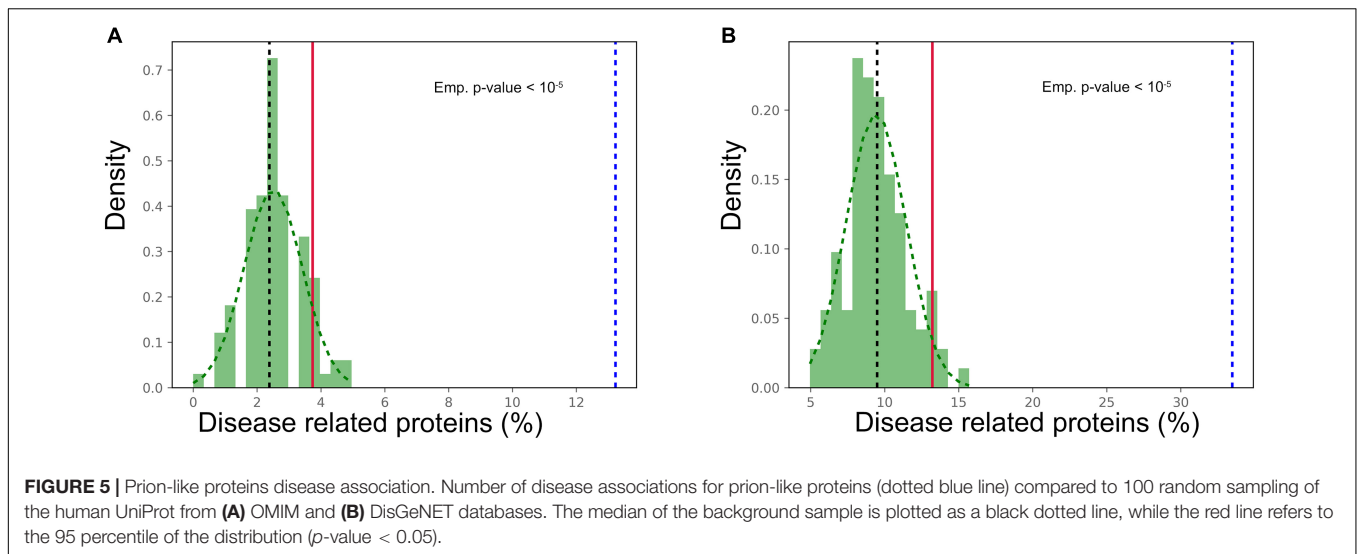 A
B
0.7
0.6
0.5
0.4
0.3
0.2
0.1
0.0
Density
Emp. p-value < 10-5
0 2 4 6 8 10 12
Disease related proteins (%)
0.20
0.15
0.10
0.05
0.00
Density
Emp. p-value < 10-5
5 10 15 20 25 30
Disease related proteins (%)
FIGURE 5 | Prion-like proteins disease association. Number of disease associations for prion-like proteins (dotted blue line) compared to 100 random sampling of
the human UniProt from (A) OMIM and (B) DisGeNET databases. The median of the background sample is plotted as a black dotted line, while the red line refers to
the 95 percentile of the distribution (p-value < 0.05).